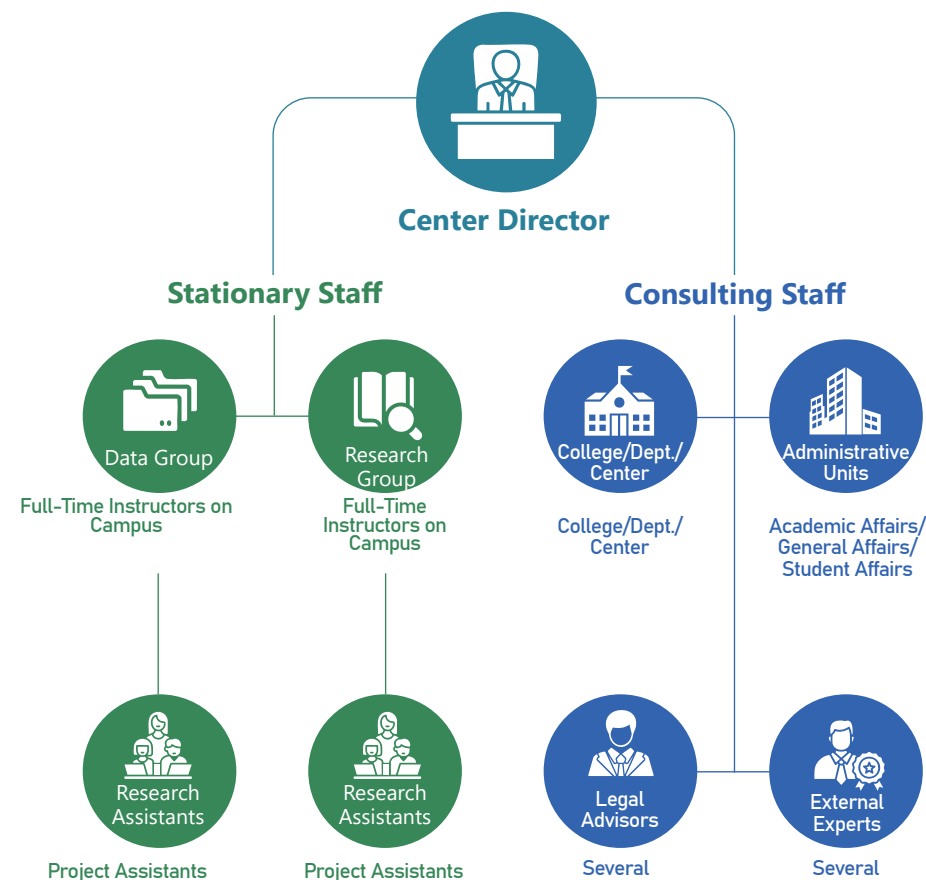 Center Director
Stationary Staff
Consulting Staff
Data Group
Research
Group
College/Dept./
Center
Administrative
Units
Full-Time Instructors on
Campus
Full-Time
Instructors on
Campus
College/Dept./
Center
Academic Affairs/
General Affairs/
Student Affairs
Research
Assistants
Research
Assistants
Legal
Advisors
External
Experts
Project Assistants
Project Assistants
Several
Several